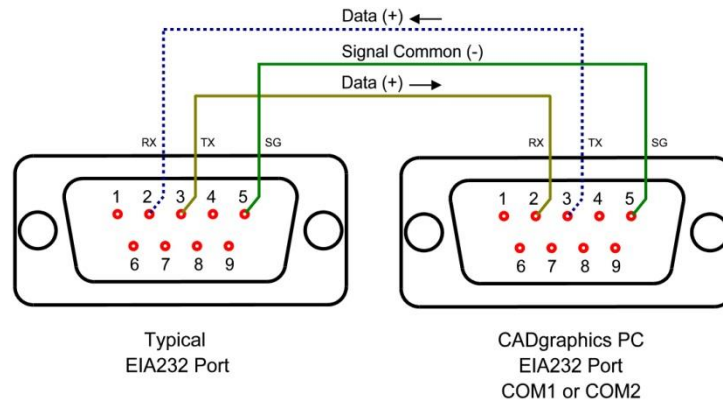 Data (+)
Signal Common (-)
Data (+)
RX TX SG RX TX SG
1 2 3 4 5 1 2 3 4 5
6 7 8 9 6 7 8 9
Typical
EIA232 Port
CADgraphics PC
EIA232 Port
COM1 or COM2